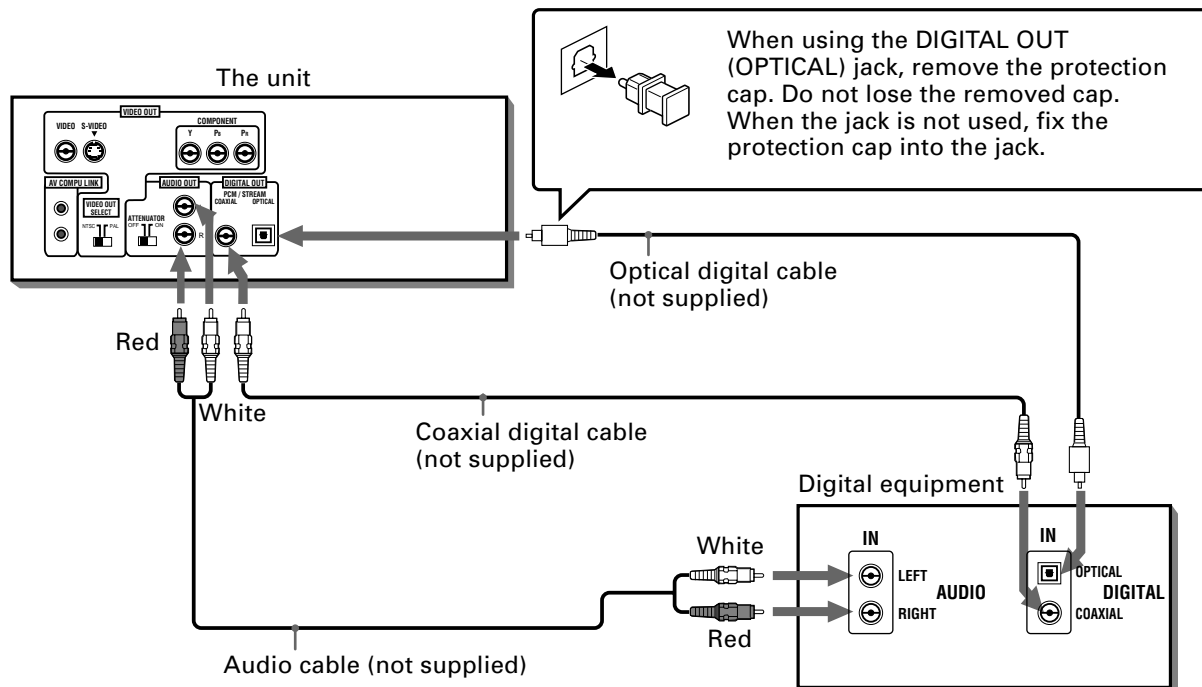 When using the DIGITAL OUT
(OPTICAL) jack, remove the protection
cap. Do not lose the removed cap.
When the jack is not used, fix the
protection cap into the jack.
The unit
VIDEO OUT
VIDEO S-VIDEO
COMPONENT
Y PB PR
AV COMPU LINK
AUDIO OUT
DIGITAL OUT
PCM / STREAM
COAXIAL OPTICAL
VIDEO OUT
SELECT
NTSC PAL
ATTENUATOR
OFF ON
R
Optical digital cable
(not supplied)
Red
White
Coaxial digital cable
(not supplied)
Digital equipment
White
IN
LEFT
AUDIO
RIGHT
IN
OPTICAL
DIGITAL
COAXIAL
Red
Audio cable (not supplied)